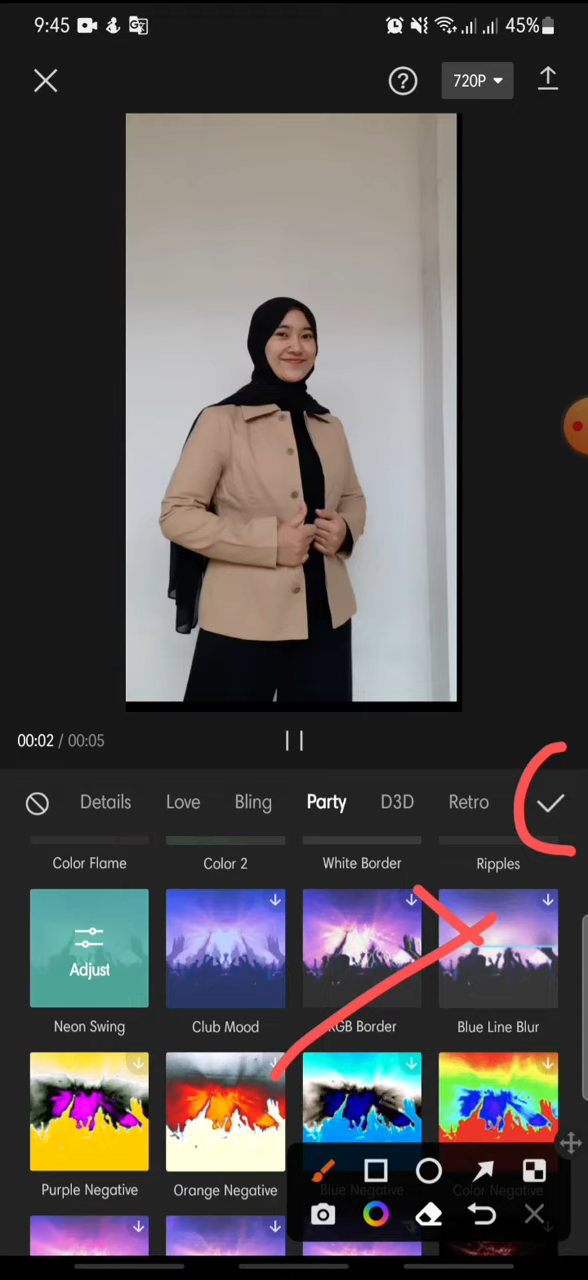 9:45 45%
720P
00:02 / 00:05
Details Love Bling Party D3D Retro
Color Flame Color 2 White Border Ripples
Adjust
Neon Swing Club Mood RGB Border Blue Line Blur
Purple Negative Orange Negative Blue Negative Color Negative